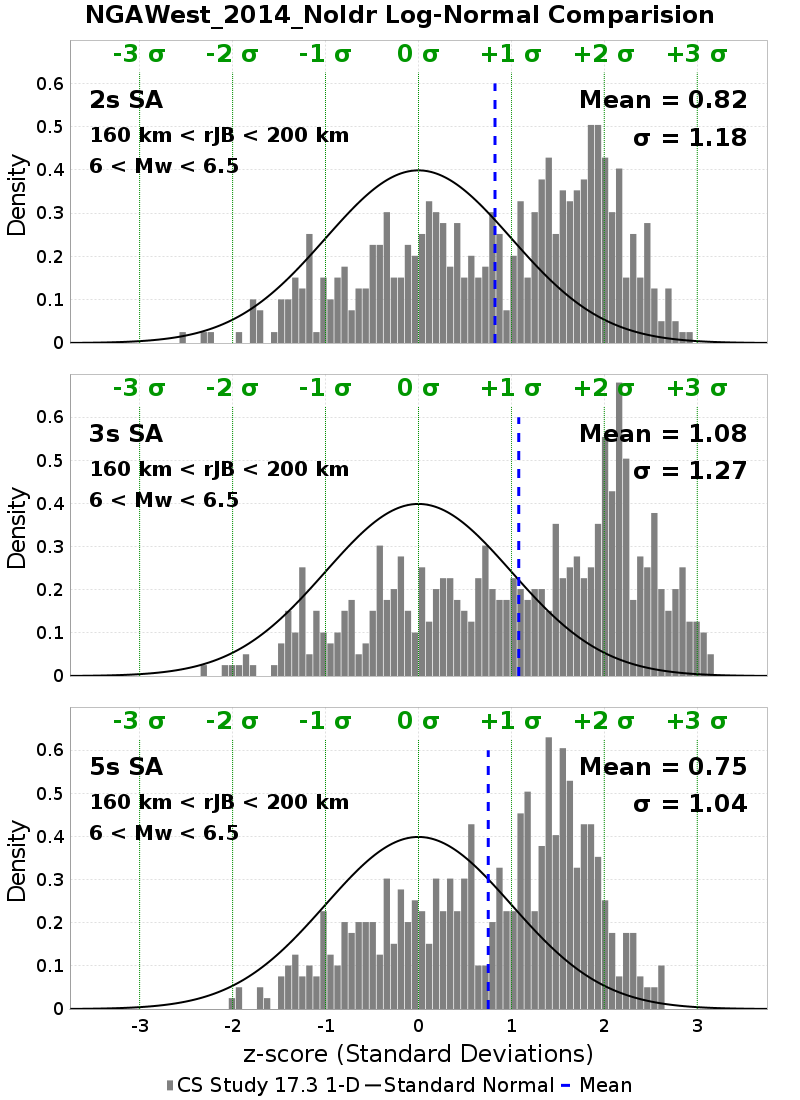 NGAWest_2014_NoIdr Log-Normal Comparision
-3 σ -2 σ -1 σ 0 σ +1 σ +2 σ +3 σ
2s SA
160 km < rJB < 200 km
6 < Mw < 6.5
Mean = 0.82
σ = 1.18
Density
0.6
0.5
0.4
0.3
0.2
0.1
0
-3 σ -2 σ -1 σ 0 σ +1 σ +2 σ +3 σ
3s SA
160 km < rJB < 200 km
6 < Mw < 6.5
Mean = 1.08
σ = 1.27
Density
0.6
0.5
0.4
0.3
0.2
0.1
0
-3 σ -2 σ -1 σ 0 σ +1 σ +2 σ +3 σ
5s SA
160 km < rJB < 200 km
6 < Mw < 6.5
Mean = 0.75
σ = 1.04
Density
0.6
0.5
0.4
0.3
0.2
0.1
0
-3 -2 -1 0 1 2 3
z-score (Standard Deviations)
CS Study 17.3 1-D Standard Normal Mean